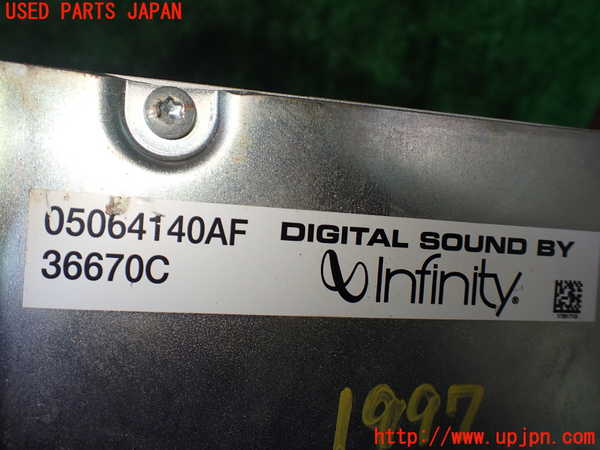 USED PARTS JAPAN
05064140AF DIGITAL SOUND BY
36670C Infinity®
1997
http://www.upjpn.com/